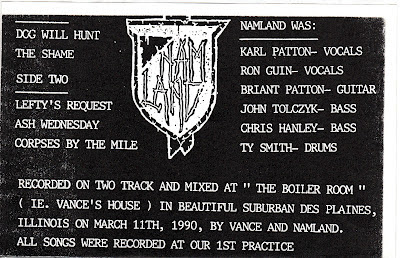 DOG WILL HUNT
THE SHAME
SIDE TWO
LEFTY'S REQUEST
ASH WEDNESDAY
CORPSES BY THE MILE
NAM
LAND
NAMLAND WAS:
KARL PATTON- VOCALS
RON GUIN- VOCALS
BRIANT PATTON- GUITAR
JOHN TOLCZYK- BASS
CHRIS HANLEY- BASS
TY SMITH- DRUMS
RECORDED ON TWO TRACK AND MIXED AT " THE BOILER ROOM "
( IE. VANCE'S HOUSE ) IN BEAUTIFUL SUBURBAN DES PLAINES,
ILLINOIS ON MARCH 11TH, 1990, BY VANCE AND NAMLAND.
ALL SONGS WERE RECORDED AT OUR 1ST PRACTICE